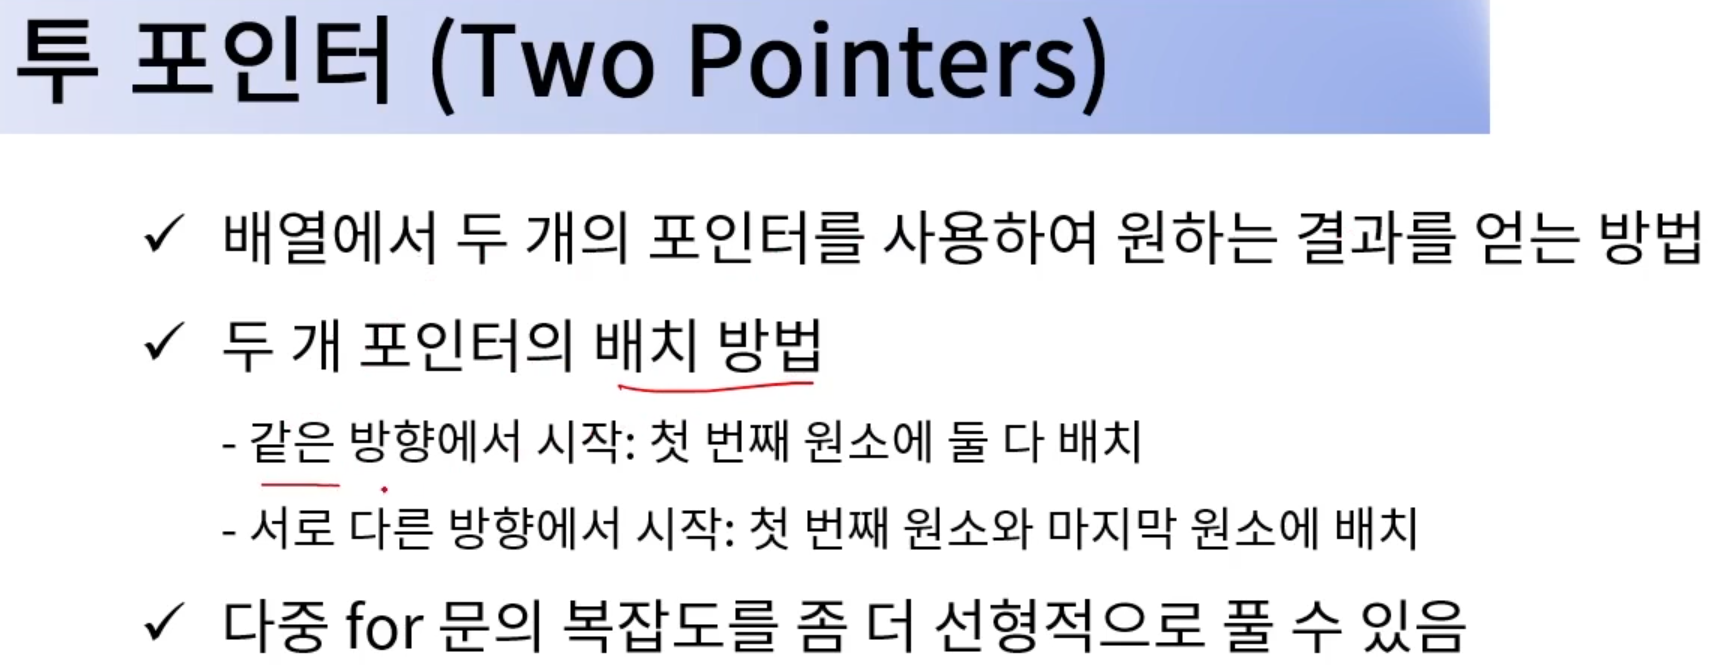 투 포인터 (Two Pointers)
✓ 배열에서 두 개의 포인터를 사용하여 원하는 결과를 얻는 방법
✓ 두 개 포인터의 배치 방법
- 같은 방향에서 시작: 첫 번째 원소에 둘 다 배치
- 서로 다른 방향에서 시작: 첫 번째 원소와 마지막 원소에 배치
✓ 다중 for 문의 복잡도를 좀 더 선형적으로 풀 수 있음